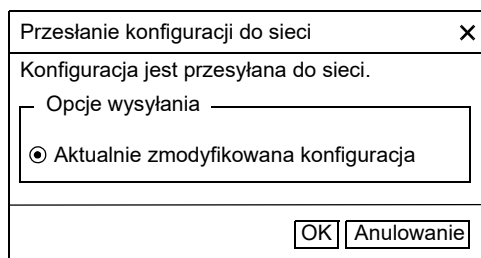 Przesłanie konfiguracji do sieci
Konfiguracja jest przesyłana do sieci.
Opcje wysyłania
Aktualnie zmodyfikowana konfiguracja
OK Anulowanie